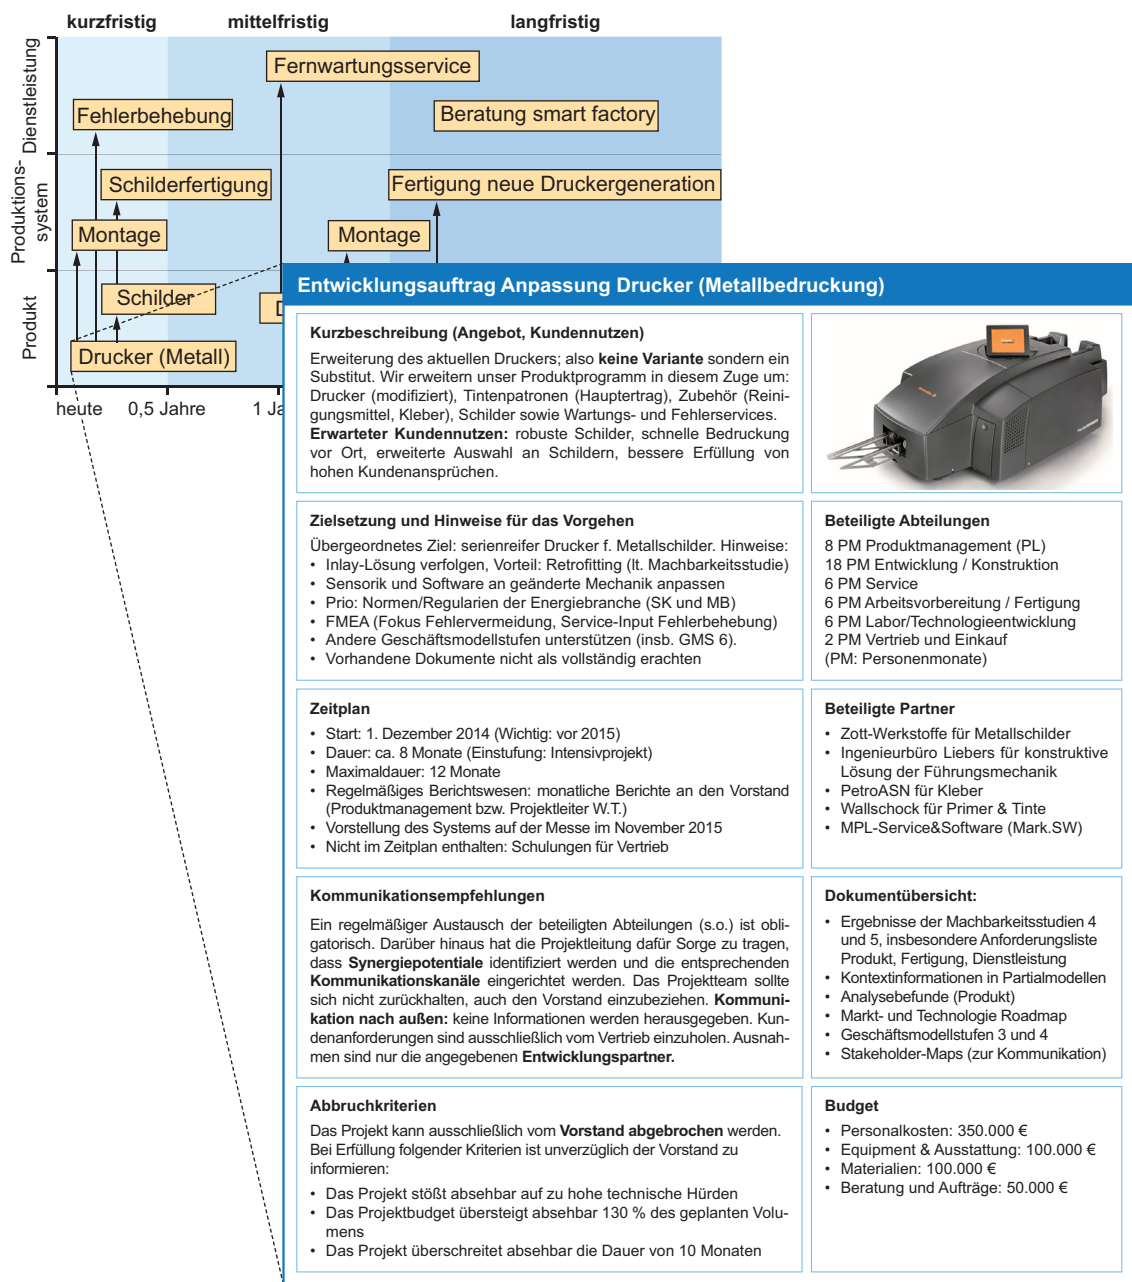 kurzfristig
mittelfristig
langfristig
Dienstleistung
Produktions-
system
Produkt
Fernwartungsservice
Fehlerbehebung
Beratung smart factory
Schilderfertigung
Fertigung neue Druckergeneration
Montage
Montage
Schilder
D
Drucker (Metall)
heute
0,5 Jahre
1 Ja
Entwicklungsauftrag Anpassung Drucker (Metallbedruckung)
Kurzbeschreibung (Angebot, Kundennutzen)
Erweiterung des aktuellen Druckers; also keine Variante sondern ein
Substitut. Wir erweitern unser Produktprogramm in diesem Zuge um:
Drucker (modifiziert), Tintenpatronen (Hauptertrag), Zubehör (Reini-
gungsmittel, Kleber), Schilder sowie Wartungs- und Fehlerservices.
Erwarteter Kundennutzen: robuste Schilder, schnelle Bedruckung
vor Ort, erweiterte Auswahl an Schildern, bessere Erfüllung von
hohen Kundenansprüchen.
Zielsetzung und Hinweise für das Vorgehen
Übergeordnetes Ziel: serienreifer Drucker f. Metallschilder. Hinweise:
• Inlay-Lösung verfolgen, Vorteil: Retrofitting (lt. Machbarkeitsstudie)
• Sensorik und Software an geänderte Mechanik anpassen
• Prio: Normen/Regularien der Energiebranche (SK und MB)
• FMEA (Fokus Fehlervermeidung, Service-Input Fehlerbehebung)
• Andere Geschäftsmodellstufen unterstützen (insb. GMS 6).
• Vorhandene Dokumente nicht als vollständig erachten
Beteiligte Abteilungen
8 PM Produktmanagement (PL)
18 PM Entwicklung / Konstruktion
6 PM Service
6 PM Arbeitsvorbereitung / Fertigung
6 PM Labor/Technologieentwicklung
2 PM Vertrieb und Einkauf
(PM: Personenmonate)
Zeitplan
• Start: 1. Dezember 2014 (Wichtig: vor 2015)
• Dauer: ca. 8 Monate (Einstufung: Intensivprojekt)
• Maximaldauer: 12 Monate
• Regelmäßiges Berichtswesen: monatliche Berichte an den Vorstand
(Produktmanagement bzw. Projektleiter W.T.)
• Vorstellung des Systems auf der Messe im November 2015
• Nicht im Zeitplan enthalten: Schulungen für Vertrieb
Beteiligte Partner
• Zott-Werkstoffe für Metallschilder
• Ingenieurbüro Liebers für konstruktive
Lösung der Führungsmechanik
• PetroASN für Kleber
• Wallschock für Primer & Tinte
• MPL-Service&Software (Mark.SW)
Kommunikationsempfehlungen
Ein regelmäßiger Austausch der beteiligten Abteilungen (s.o.) ist obli-
gatorisch. Darüber hinaus hat die Projektleitung dafür Sorge zu tragen,
dass Synergiepotentiale identifiziert werden und die entsprechenden
Kommunikationskanäle eingerichtet werden. Das Projektteam sollte
sich nicht zurückhalten, auch den Vorstand einzubeziehen. Kommuni-
kation nach außen: keine Informationen werden herausgegeben. Kun-
denanforderungen sind ausschließlich vom Vertrieb einzuholen. Ausnah-
men sind nur die angegebenen Entwicklungspartner.
Dokumentübersicht:
• Ergebnisse der Machbarkeitsstudien 4
und 5, insbesondere Anforderungsliste
Produkt, Fertigung, Dienstleistung
• Kontextinformationen in Partialmodellen
• Analysebefunde (Produkt)
• Markt- und Technologie Roadmap
• Geschäftsmodellstufen 3 und 4
• Stakeholder-Maps (zur Kommunikation)
Abbruchkriterien
Das Projekt kann ausschließlich vom Vorstand abgebrochen werden.
Bei Erfüllung folgender Kriterien ist unverzüglich der Vorstand zu
informieren:
• Das Projekt stößt absehbar auf zu hohe technische Hürden
• Das Projektbudget übersteigt absehbar 130 % des geplanten Volu-
mens
• Das Projekt überschreitet absehbar die Dauer von 10 Monaten
Budget
• Personalkosten: 350.000 €
• Equipment & Ausstattung: 100.000 €
• Materialien: 100.000 €
• Beratung und Aufträge: 50.000 €